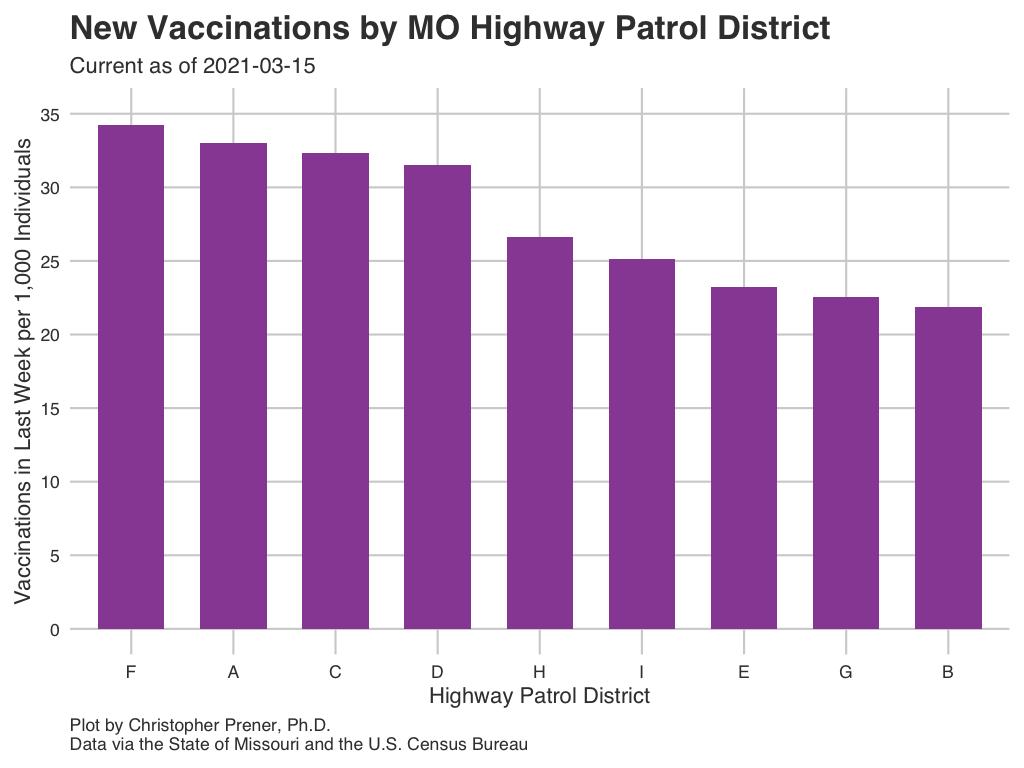 New Vaccinations by MO Highway Patrol District
Current as of 2021-03-15
Vaccinations in Last Week per 1,000 Individuals
35
30
25
20
15
10
5
0
F A C D H I E G B
Highway Patrol District
Plot by Christopher Prener, Ph.D.
Data via the State of Missouri and the U.S. Census Bureau